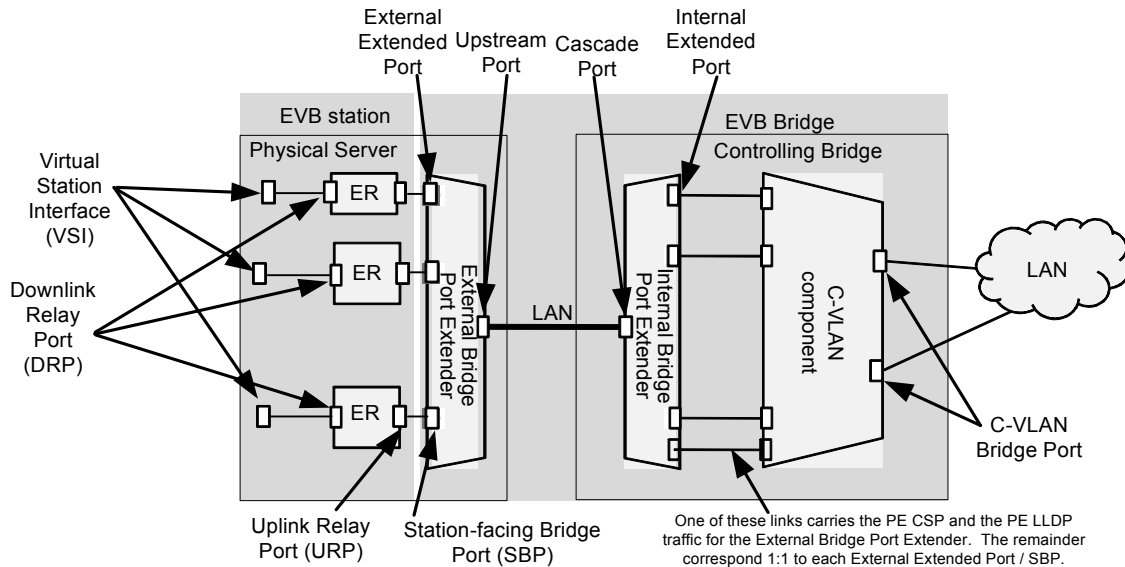 External
Extended
Port
Upstream
Port
Cascade
Port
Internal
Extended
Port
EVB station
EVB Bridge
Physical Server
Controlling Bridge
Virtual
Station
Interface
(VSI)
Downlink
Relay
Port
(DRP)
ER
ER
ER
External Bridge
Port Extender
LAN
Internal Bridge
Port Extender
C-VLAN
component
LAN
C-VLAN
Bridge Port
Uplink Relay
Port (URP)
Station-facing Bridge
Port (SBP)
One of these links carries the PE CSP and the PE LLDP
traffic for the External Bridge Port Extender. The remainder
correspond 1:1 to each External Extended Port / SBP.